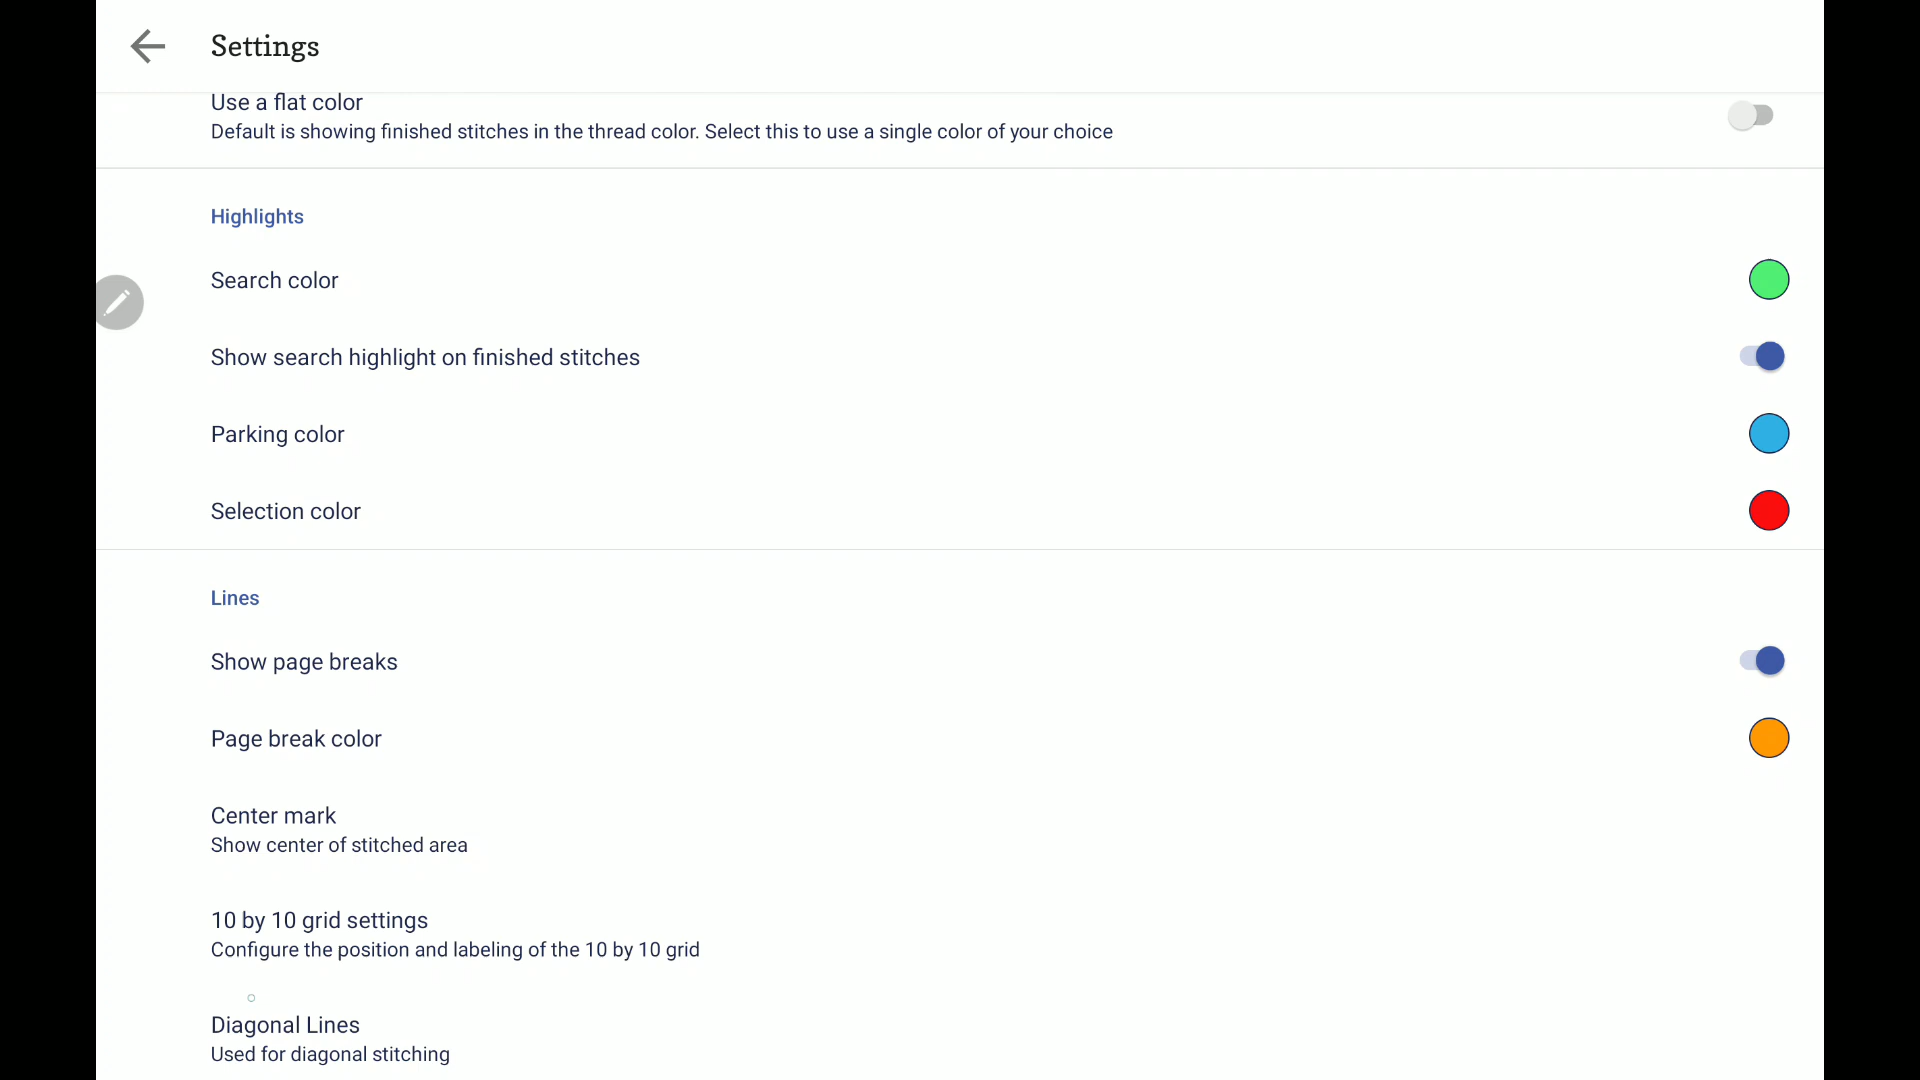 Settings
Use a flat color
Default is showing finished stitches in the thread color. Select this to use a single color of your choice
Highlights
Search color
Show search highlight on finished stitches
Parking color
Selection color
Lines
Show page breaks
Page break color
Center mark
Show center of stitched area
10 by 10 grid settings
Configure the position and labeling of the 10 by 10 grid
Diagonal Lines
Used for diagonal stitching